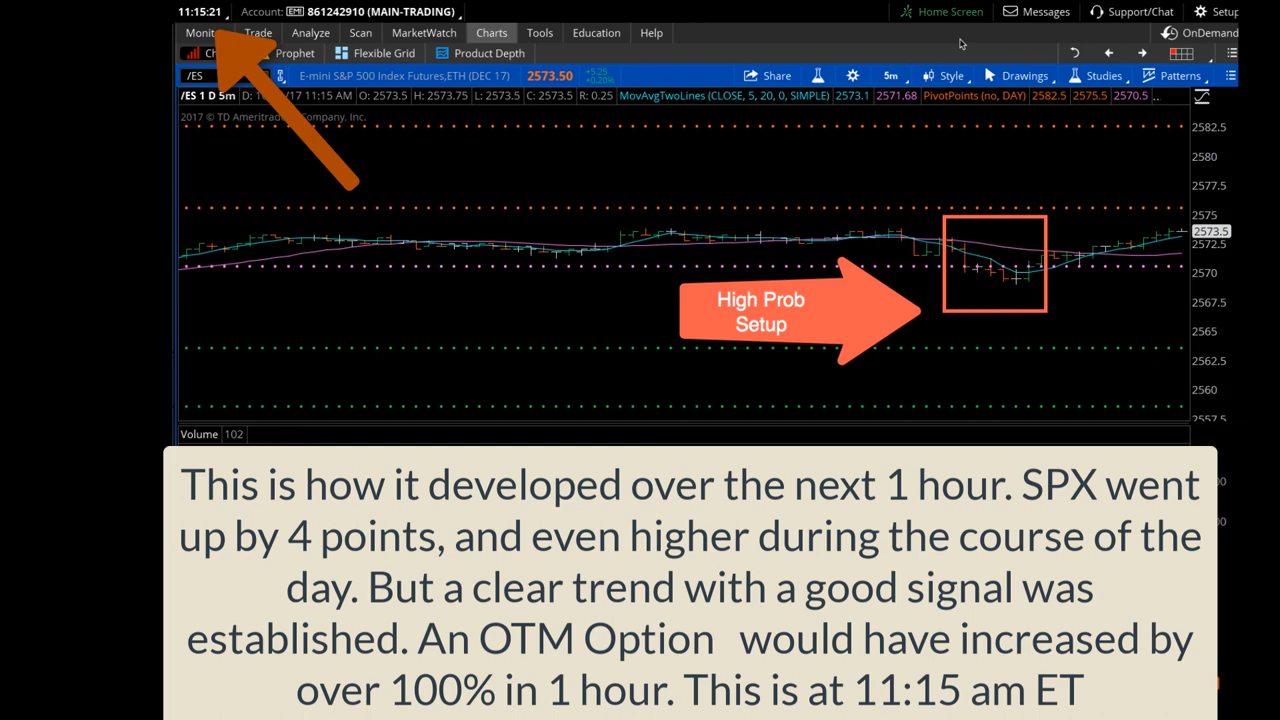 11:15:21 Account: EMI 861242910 (MAIN-TRADING) Home Screen Messages Support/Chat Setup
Trade Analyze Scan MarketWatch Charts Tools Education Help OnDemand
Prophet Flexible Grid Product Depth
/ES E-mini S&P 500 Index Futures,ETH (DEC 17) 2573.50 +5.25 +0.20% Share 5m Style Drawings Studies Patterns
/ES 1 D 5m 11:15 AM O: 2573.5 H: 2573.75 L: 2573.5 C: 2573.5 R: 0.25 MovAvgTwoLines (CLOSE, 5, 20, 0, SIMPLE) 2573.1 2571.68 PivotPoints (no, DAY) 2582.5 2575.5 2570.5 ..
2017 © TD Inc.
2582.5
2580
2577.5
2575
2573.5
2572.5
2570
2567.5
2565
2562.5
2560
2557.5
High Prob
Setup
Volume 102
This is how it developed over the next 1 hour. SPX went
up by 4 points, and even higher during the course of the
day. But a clear trend with a good signal was
established. An OTM Option would have increased by
over 100% in 1 hour. This is at 11:15 am ET